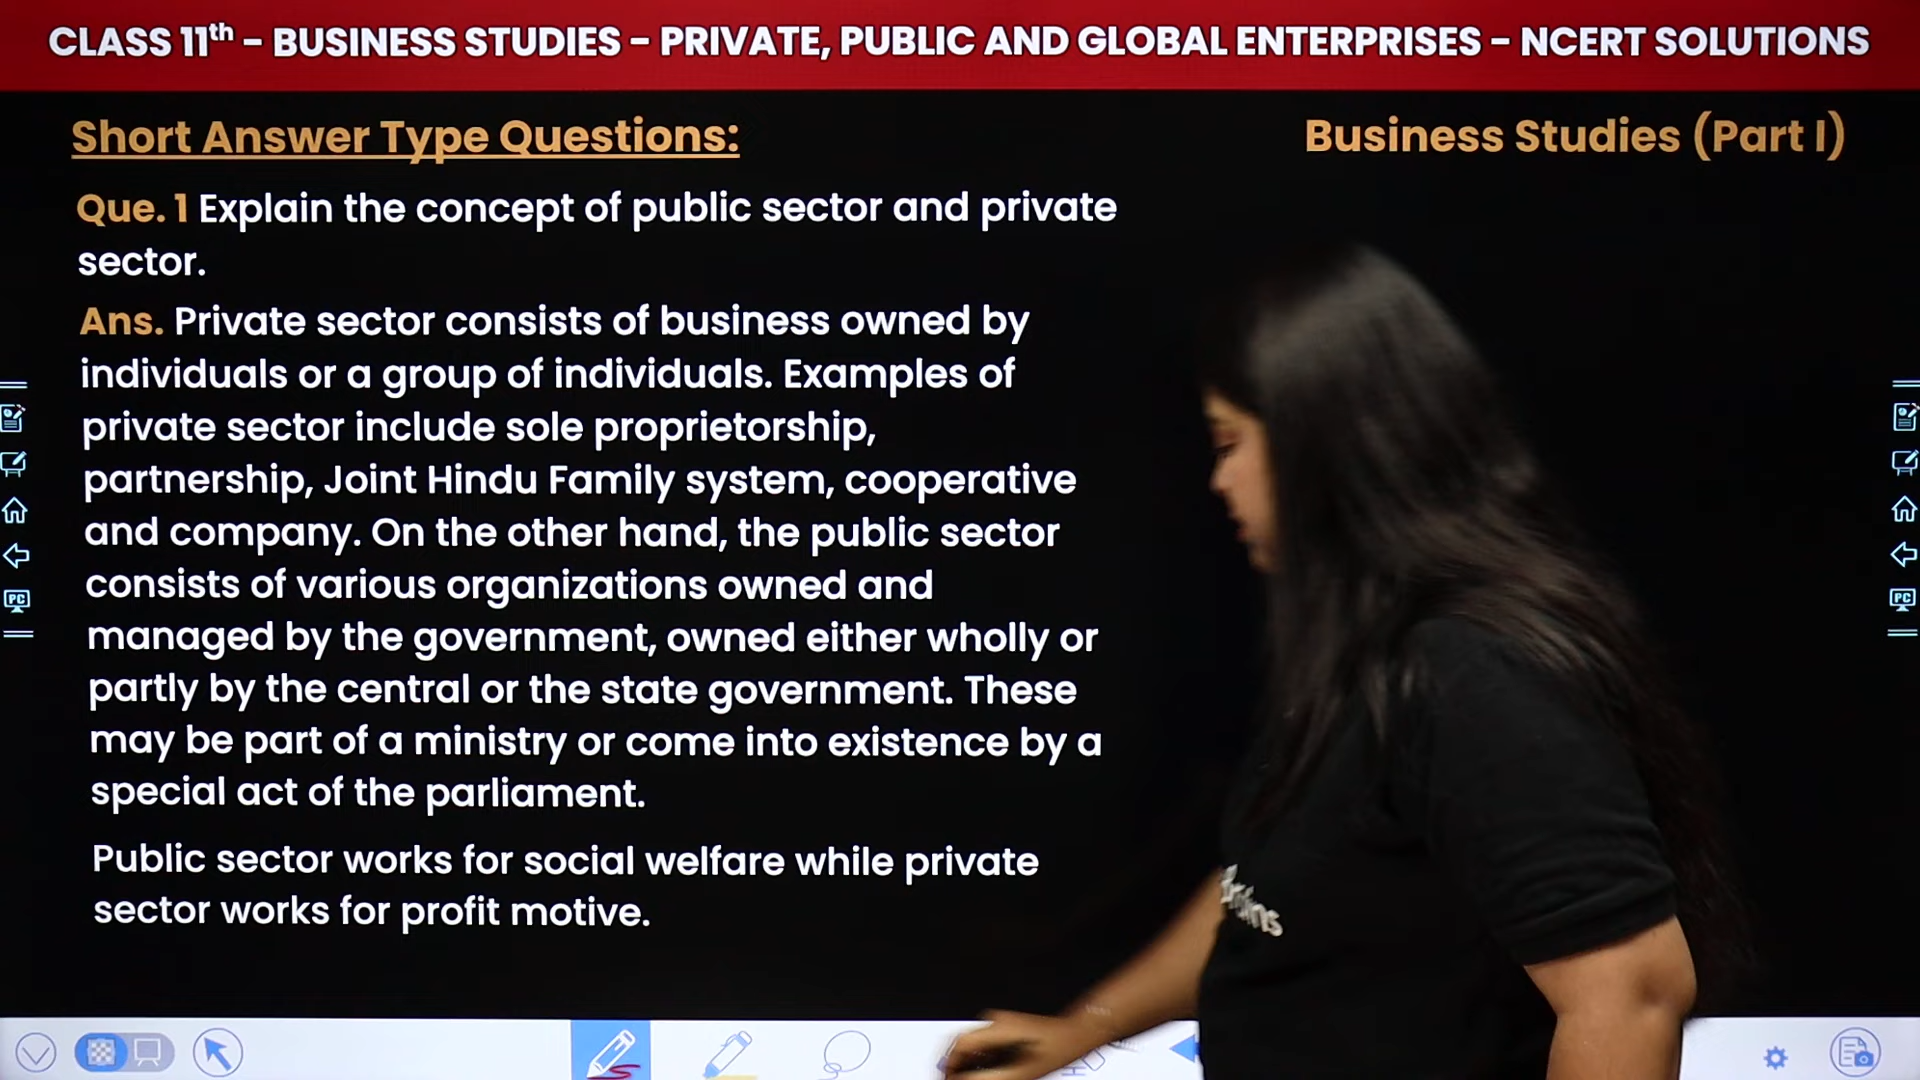 CLASS 11th - BUSINESS STUDIES - PRIVATE, PUBLIC AND GLOBAL ENTERPRISES - NCERT SOLUTIONS
Short Answer Type Questions:
Business Studies (Part I)
Que. 1 Explain the concept of public sector and private
sector.
Ans. Private sector consists of business owned by
individuals or a group of individuals. Examples of
private sector include sole proprietorship,
partnership, Joint Hindu Family system, cooperative
and company. On the other hand, the public sector
consists of various organizations owned and
managed by the government, owned either wholly or
partly by the central or the state government. These
may be part of a ministry or come into existence by a
special act of the parliament.
Public sector works for social welfare while private
sector works for profit motive.
PC
PC